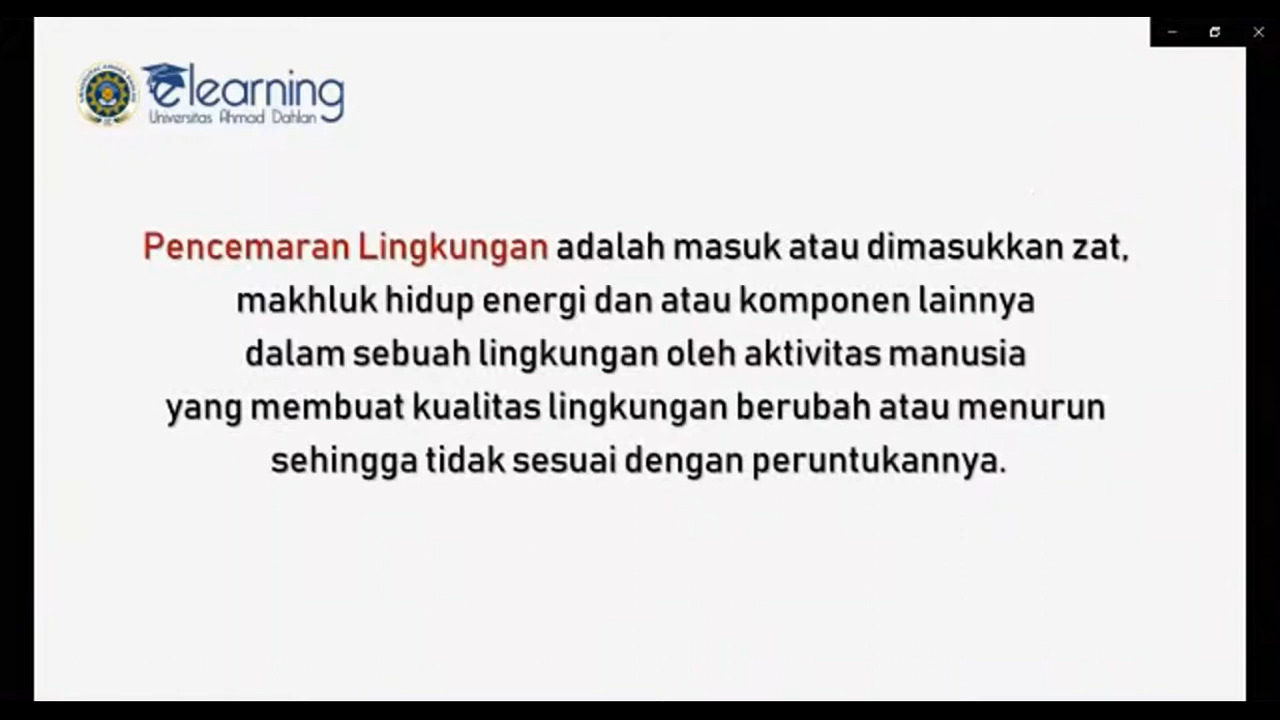 elearning
Universitas Ahmad Dahlan
Pencemaran Lingkungan adalah masuk atau dimasukkan zat,
makhluk hidup energi dan atau komponen lainnya
dalam sebuah lingkungan oleh aktivitas manusia
yang membuat kualitas lingkungan berubah atau menurun
sehingga tidak sesuai dengan peruntukannya.